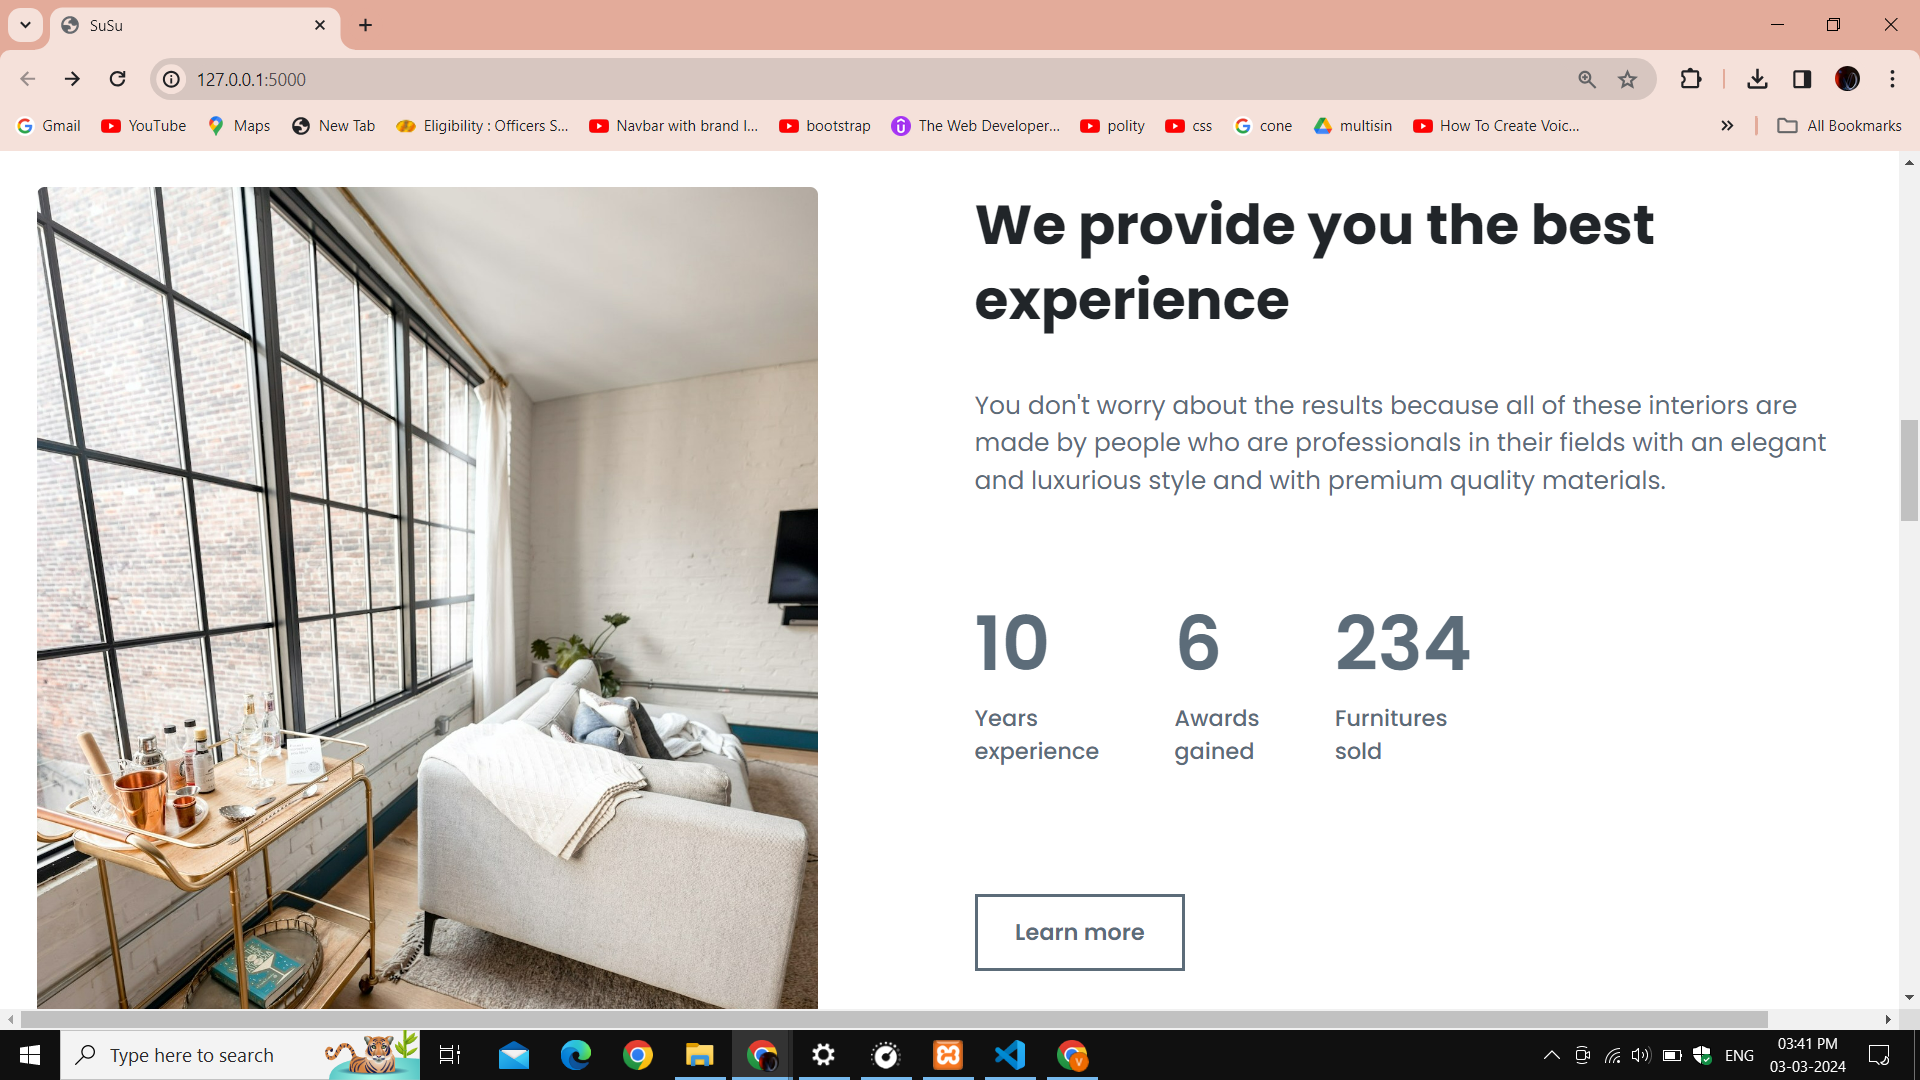 SuSu
127.0.0.1:5000
Gmail
YouTube
Maps
New Tab
Eligibility : Officers S...
Navbar with brand I...
bootstrap
The Web Developer...
polity
css
cone
multisin
How To Create Voic...
All Bookmarks
We provide you the best
experience
You don't worry about the results because all of these interiors are
made by people who are professionals in their fields with an elegant
and luxurious style and with premium quality materials.
10
6
234
Years
experience
Awards
gained
Furnitures
sold
Learn more
Type here to search
ENG
03:41 PM
03-03-2024